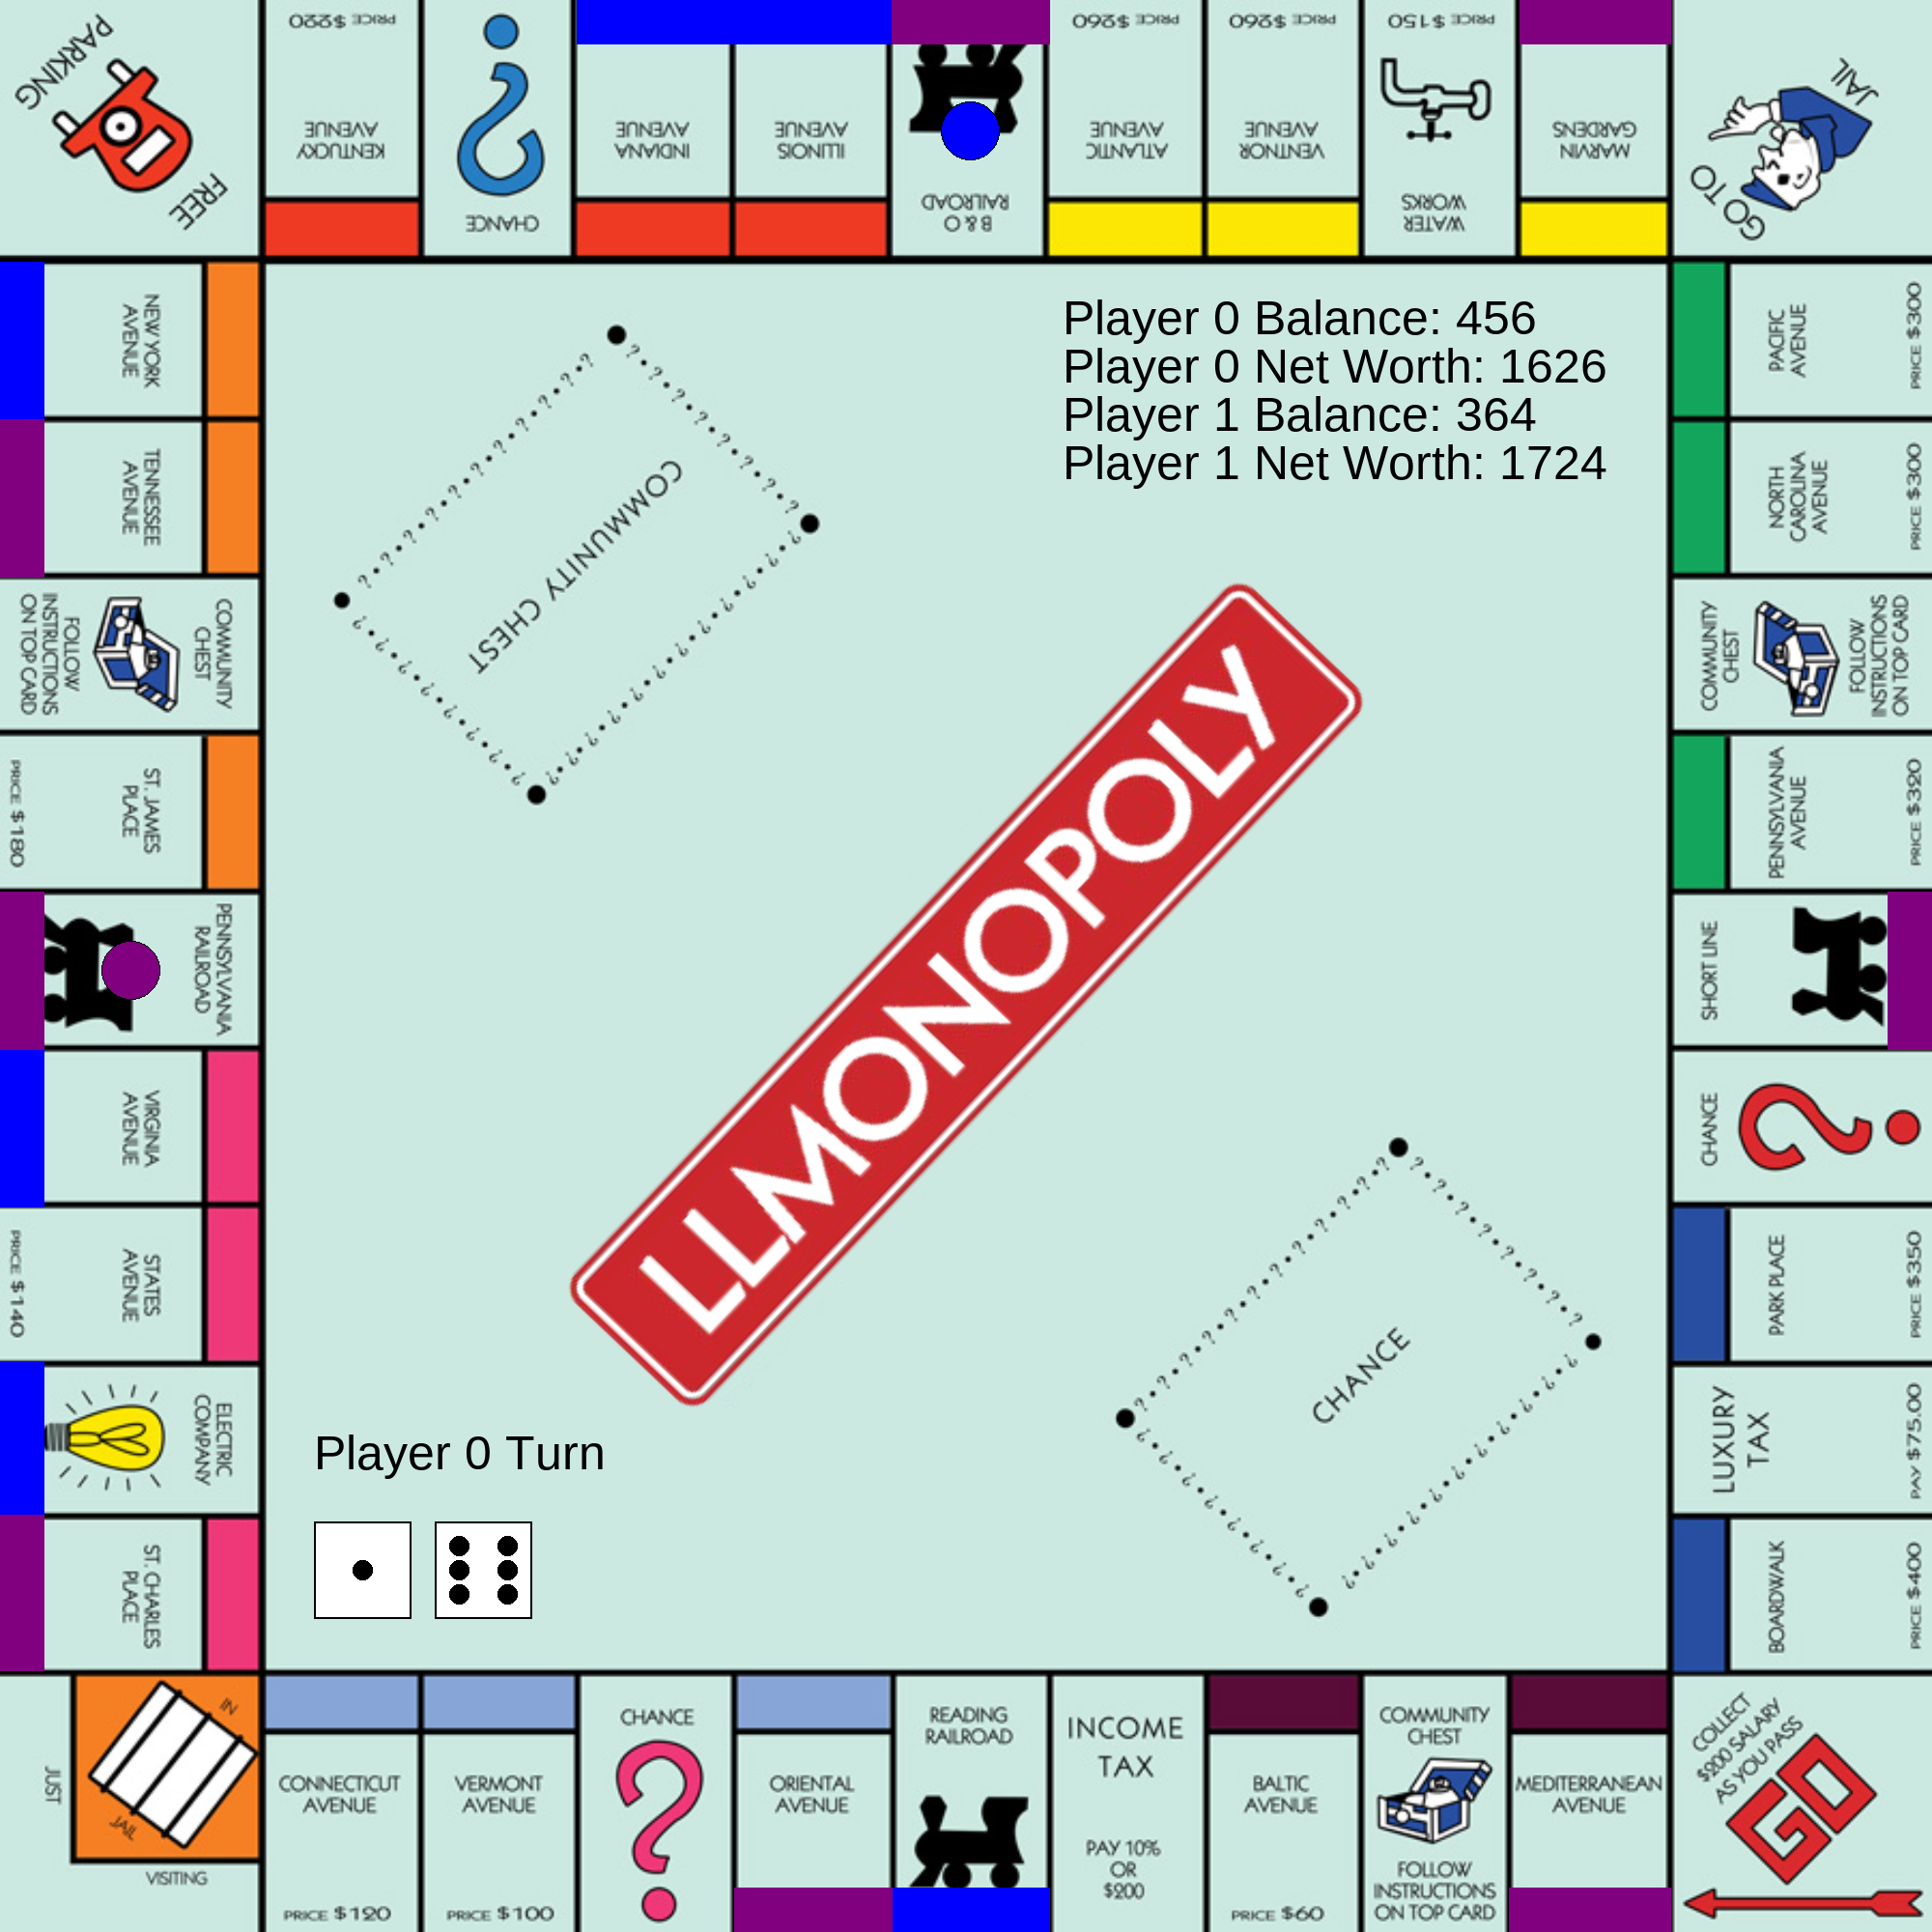 FREE
PARKING
PRICE $220
KENTUCKY
AVENUE
CHANCE
INDIANA
AVENUE
ILLINOIS
AVENUE
B & O
RAILROAD
PRICE $260
ATLANTIC
AVENUE
PRICE $260
VENTNOR
AVENUE
PRICE $150
WATER
WORKS
MARVIN
GARDENS
GO TO
JAIL
NEW YORK
AVENUE
TENNESSEE
AVENUE
COMMUNITY
CHEST
FOLLOW
INSTRUCTIONS
ON TOP CARD
ST. JAMES
PLACE
PRICE $180
PENNSYLVANIA
RAILROAD
VIRGINIA
AVENUE
STATES
AVENUE
PRICE $140
ELECTRIC
COMPANY
ST. CHARLES
PLACE
Player 0 Balance: 456
Player 0 Net Worth: 1626
Player 1 Balance: 364
Player 1 Net Worth: 1724
COMMUNITY CHEST
LLMONOPOLY
CHANCE
Player 0 Turn
PACIFIC
AVENUE
PRICE $300
NORTH
CAROLINA
AVENUE
PRICE $300
COMMUNITY
CHEST
FOLLOW
INSTRUCTIONS
ON TOP CARD
PENNSYLVANIA
AVENUE
PRICE $320
SHORT LINE
CHANCE
PARK PLACE
PRICE $350
LUXURY
TAX
PAY $75.00
BOARDWALK
PRICE $400
JUST
VISITING
IN
JAIL
CONNECTICUT
AVENUE
PRICE $120
VERMONT
AVENUE
PRICE $100
CHANCE
ORIENTAL
AVENUE
READING
RAILROAD
INCOME
TAX
PAY 10%
OR
$200
BALTIC
AVENUE
PRICE $60
COMMUNITY
CHEST
FOLLOW
INSTRUCTIONS
ON TOP CARD
MEDITERRANEAN
AVENUE
COLLECT
$200 SALARY
AS YOU PASS
GO